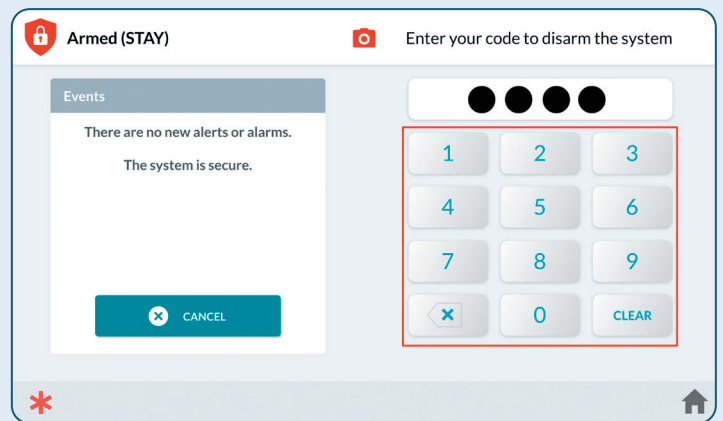 Armed (STAY)
Enter your code to disarm the system
Events
There are no new alerts or alarms.
The system is secure.
CANCEL
1 2 3
4 5 6
7 8 9
0 CLEAR